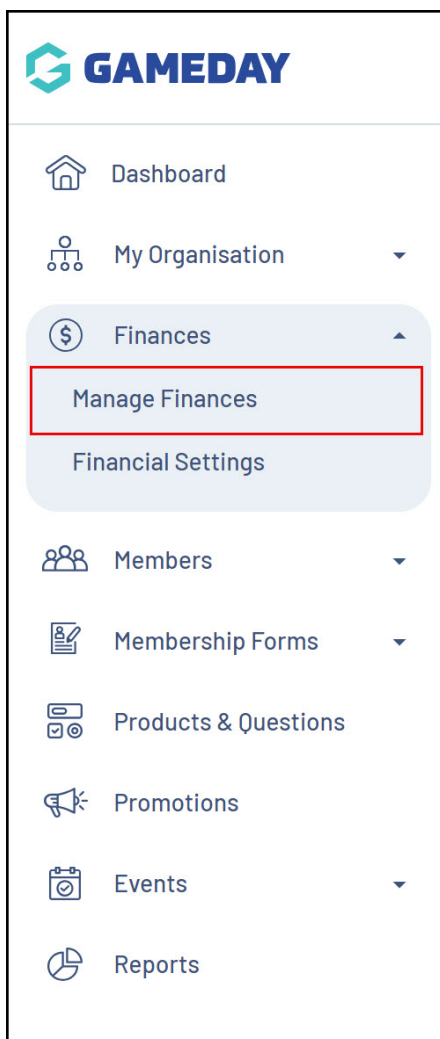 GAMEDAY
Dashboard
My Organisation
Finances
Manage Finances
Financial Settings
Members
Membership Forms
Products & Questions
Promotions
Events
Reports